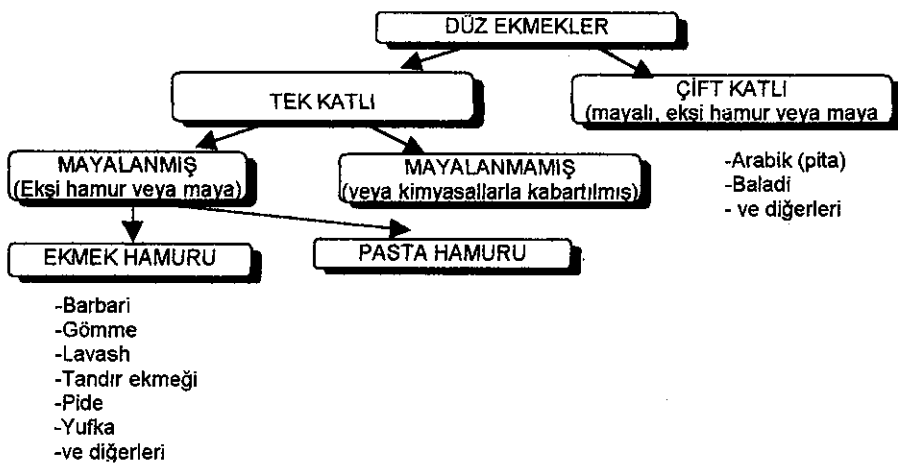 DÜZ EKMEKLER
TEK KATLI
ÇİFT KATLI
(mayalı, ekşi hamur veya maya
MAYALANMIŞ
(Ekşi hamur veya maya)
MAYALANMAMIŞ
(veya kimyasallarla kabartılmış)
-Arabik (pita)
-Baladi
- ve diğerleri
EKMEK HAMURU
PASTA HAMURU
-Barbari
-Gömme
-Lavash
-Tandır ekmeği
-Pide
-Yufka
-ve diğerleri